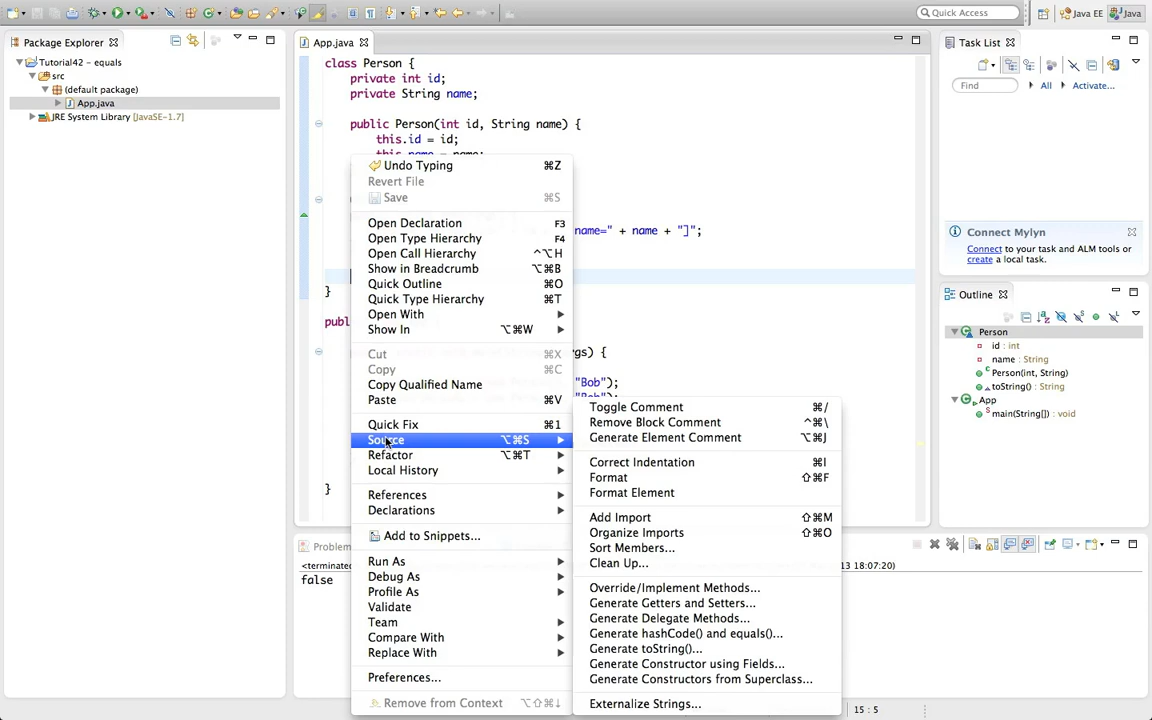 Quick Access
Java EE
Java
Package Explorer
Tutorial42 - equals
src
(default package)
App.java
JRE System Library [JavaSE-1.7]
App.java
class Person {
private int id;
private String name;
public Person(int id, String name) {
this.id = id;
name=" + name + "]";
}
publ
gs) {
"Bob");
}
Undo Typing ⌘Z
Revert File
Save ⌘S
Open Declaration F3
Open Type Hierarchy F4
Open Call Hierarchy ^⌥H
Show in Breadcrumb ⌥⌘B
Quick Outline ⌘O
Quick Type Hierarchy ⌘T
Open With
Show In ⌥⌘W
Cut ⌘X
Copy ⌘C
Copy Qualified Name
Paste ⌘V
Quick Fix ⌘1
Source ⌥⌘S
Refactor ⌥⌘T
Local History
References
Declarations
Add to Snippets...
Run As
Debug As
Profile As
Validate
Team
Compare With
Replace With
Preferences...
Remove from Context ⌥⇧⌘↓
Toggle Comment ⌘/
Remove Block Comment ^⌘\
Generate Element Comment ⌥⌘J
Correct Indentation ⌘I
Format ⇧⌘F
Format Element
Add Import ⇧⌘M
Organize Imports ⇧⌘O
Sort Members...
Clean Up...
Override/Implement Methods...
Generate Getters and Setters...
Generate Delegate Methods...
Generate hashCode() and equals()...
Generate toString()...
Generate Constructor using Fields...
Generate Constructors from Superclass...
Externalize Strings...
Task List
Find
All
Activate...
Connect Mylyn
Connect to your task and ALM tools or
create a local task.
Outline
Person
id : int
name : String
Person(int, String)
toString() : String
App
main(String[]) : void
Problem
<terminated
13 18:07:20)
false
15 : 5